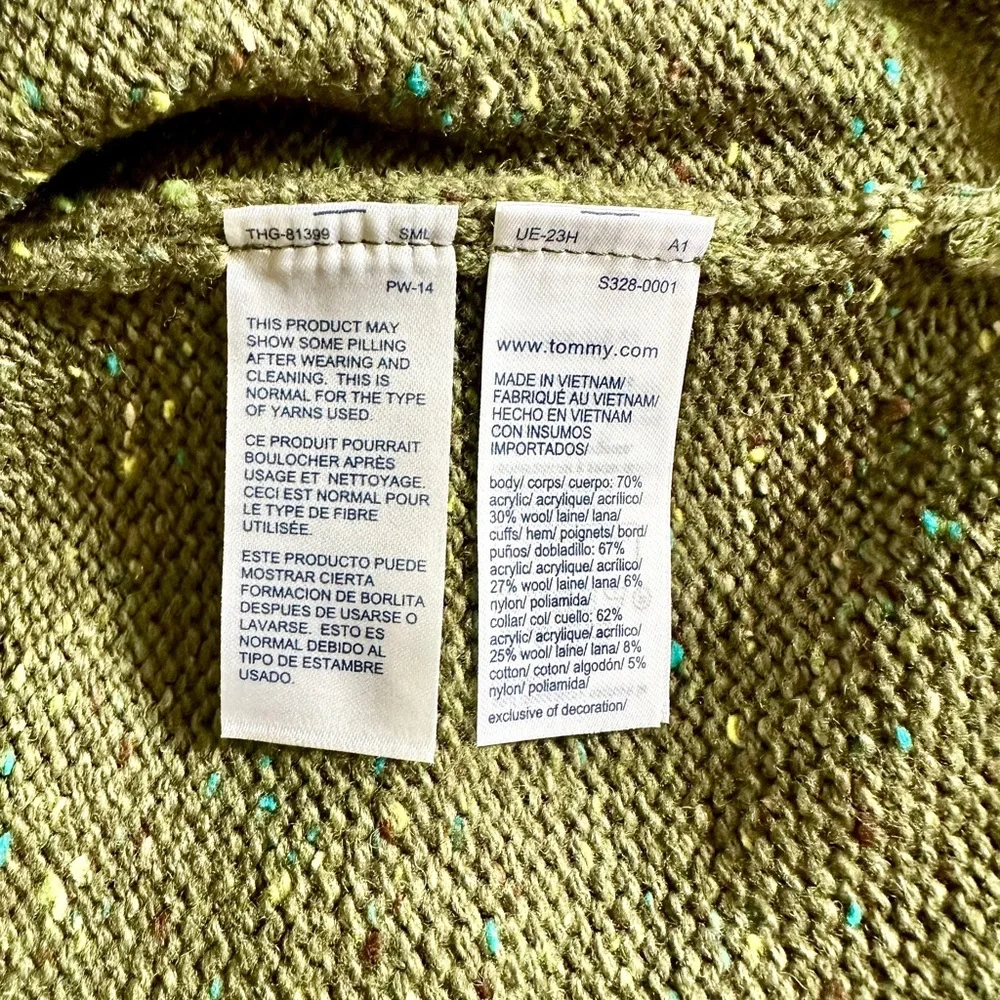 THG-81399 SML
PW-14
THIS PRODUCT MAY
SHOW SOME PILLING
AFTER WEARING AND
CLEANING. THIS IS
NORMAL FOR THE TYPE
OF YARNS USED.
CE PRODUIT POURRAIT
BOULOCHER APRÈS
USAGE ET NETTOYAGE.
CECI EST NORMAL POUR
LE TYPE DE FIBRE
UTILISÉE.
ESTE PRODUCTO PUEDE
MOSTRAR CIERTA
FORMACION DE BORLITA
DESPUES DE USARSE O
LAVARSE. ESTO ES
NORMAL DEBIDO AL
TIPO DE ESTAMBRE
USADO.
UE-23H A1
S328-0001
www.tommy.com
MADE IN VIETNAM/
FABRIQUÉ AU VIETNAM/
HECHO EN VIETNAM
CON INSUMOS
IMPORTADOS/
body/ corps/ cuerpo: 70%
acrylic/ acrylique/ acrílico/
30% wool/ laine/ lana/
cuffs/ hem/ poignets/ bord/
puños/ dobladillo: 67%
acrylic/ acrylique/ acrílico/
27% wool/ laine/ lana/ 6%
nylon/ poliamida/
collar/ col/ cuello: 62%
acrylic/ acrylique/ acrílico/
25% wool/ laine/ lana/ 8%
cotton/ coton/ algodón/ 5%
nylon/ poliamida/
exclusive of decoration/